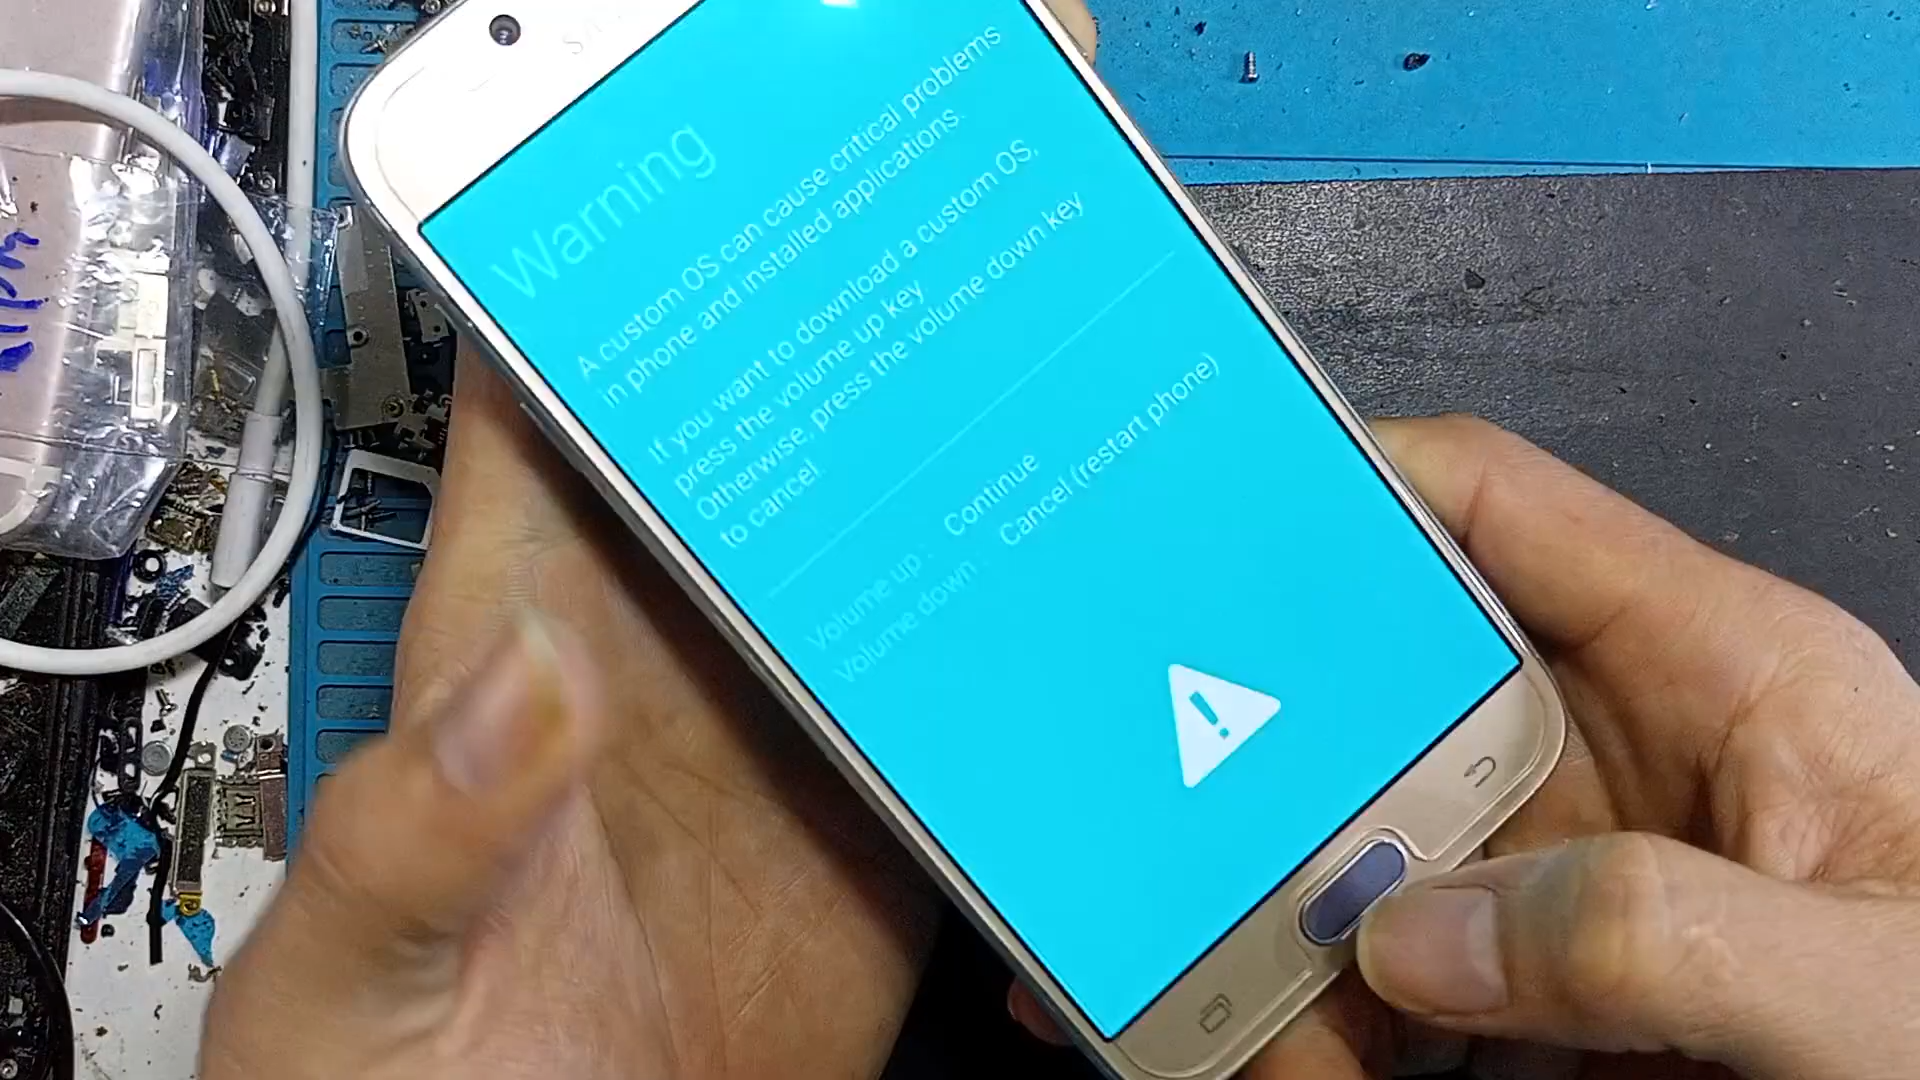 Warning
A custom OS can cause critical problems
in phone and installed applications.
If you want to download a custom OS,
press the volume up key.
Otherwise, press the volume down key
to cancel.
Volume up : Continue
Volume down : Cancel (restart phone)